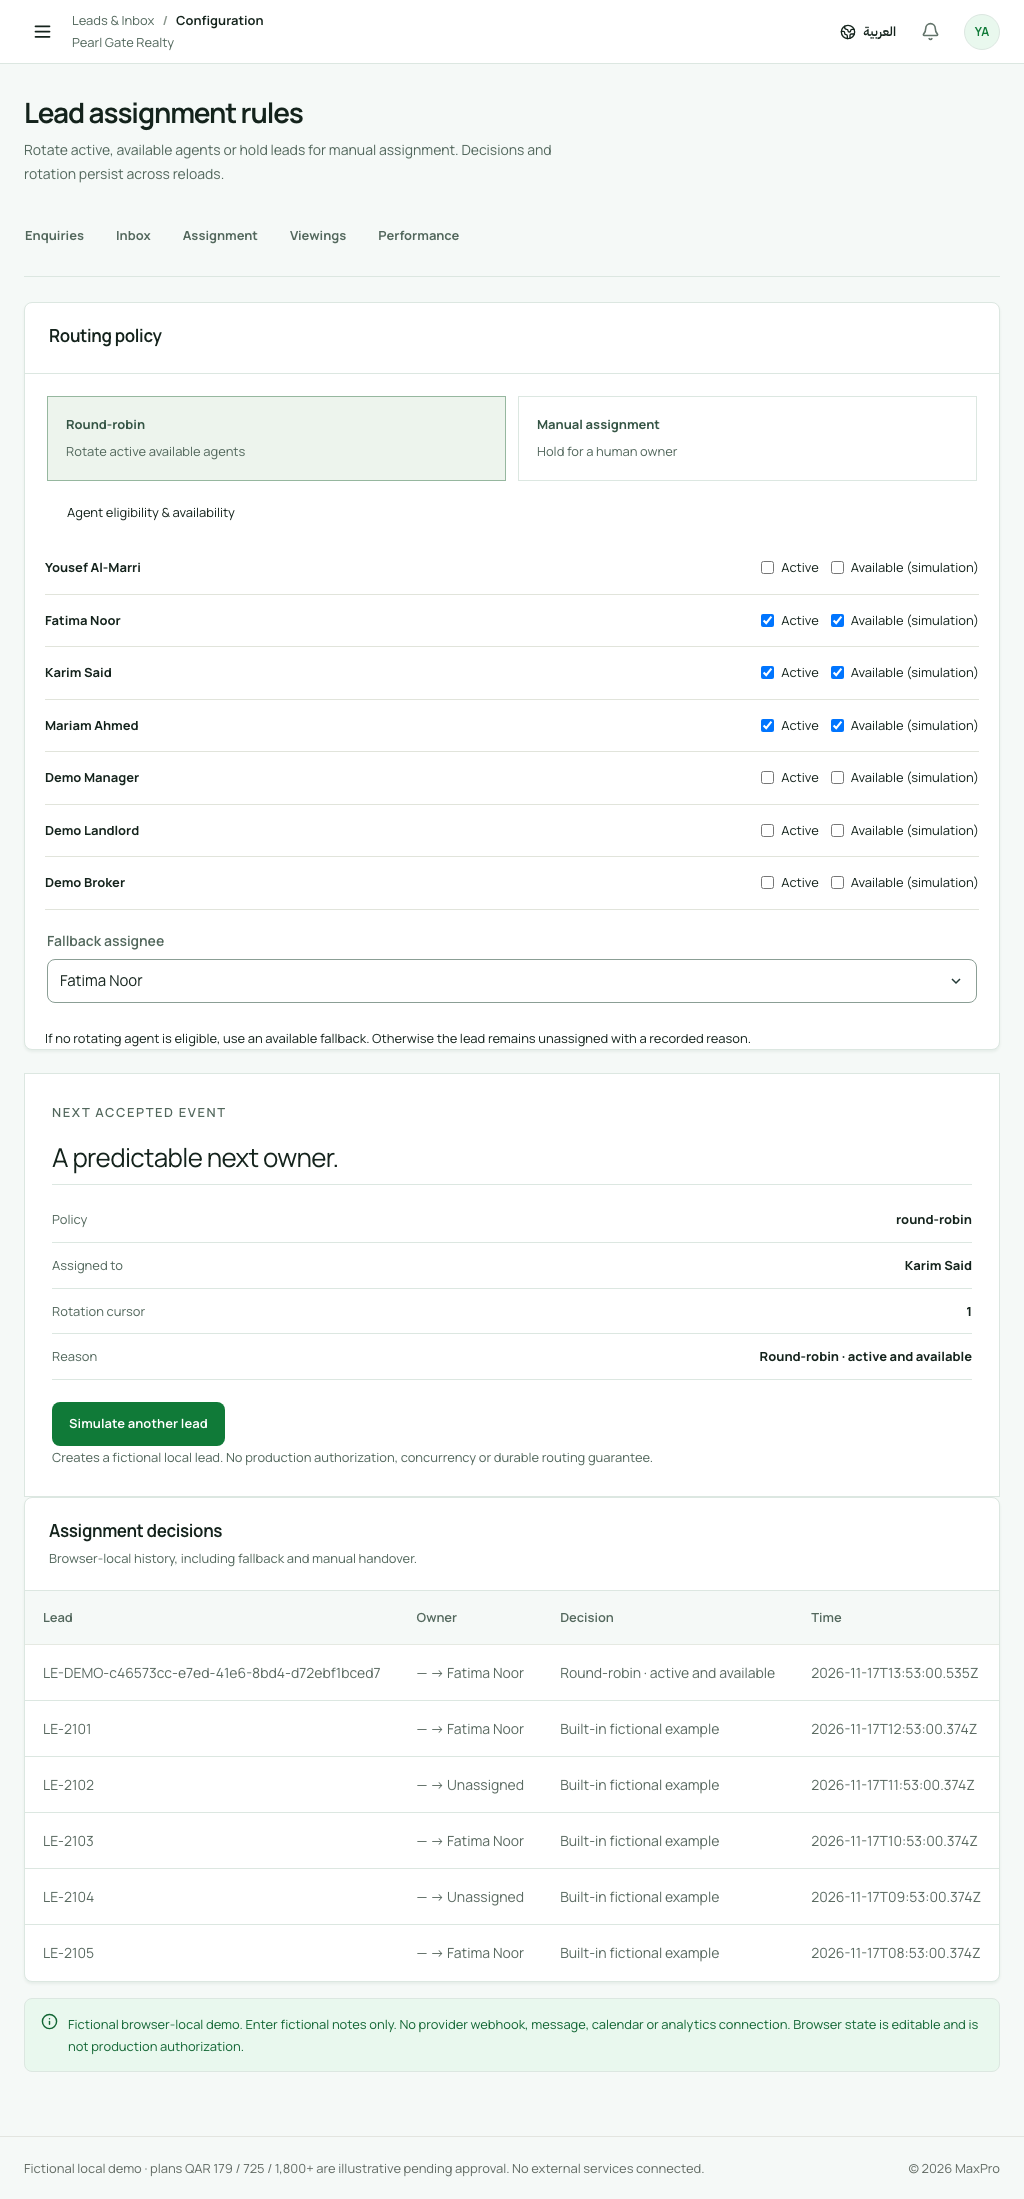 Leads & Inbox / Configuration
Pearl Gate Realty
العربية
YA
Lead assignment rules
Rotate active, available agents or hold leads for manual assignment. Decisions and
rotation persist across reloads.
Enquiries Inbox Assignment Viewings Performance
Routing policy
Round-robin
Rotate active available agents
Manual assignment
Hold for a human owner
Agent eligibility & availability
Yousef Al-Marri Active Available (simulation)
Fatima Noor Active Available (simulation)
Karim Said Active Available (simulation)
Mariam Ahmed Active Available (simulation)
Demo Manager Active Available (simulation)
Demo Landlord Active Available (simulation)
Demo Broker Active Available (simulation)
Fallback assignee
Fatima Noor
If no rotating agent is eligible, use an available fallback. Otherwise the lead remains unassigned with a recorded reason.
NEXT ACCEPTED EVENT
A predictable next owner.
Policy round-robin
Assigned to Karim Said
Rotation cursor 1
Reason Round-robin · active and available
Simulate another lead
Creates a fictional local lead. No production authorization, concurrency or durable routing guarantee.
Assignment decisions
Browser-local history, including fallback and manual handover.
Lead Owner Decision Time
LE-DEMO-c46573cc-e7ed-41e6-8bd4-d72ebf1bced7 — → Fatima Noor Round-robin · active and available 2026-11-17T13:53:00.535Z
LE-2101 — → Fatima Noor Built-in fictional example 2026-11-17T12:53:00.374Z
LE-2102 — → Unassigned Built-in fictional example 2026-11-17T11:53:00.374Z
LE-2103 — → Fatima Noor Built-in fictional example 2026-11-17T10:53:00.374Z
LE-2104 — → Unassigned Built-in fictional example 2026-11-17T09:53:00.374Z
LE-2105 — → Fatima Noor Built-in fictional example 2026-11-17T08:53:00.374Z
Fictional browser-local demo. Enter fictional notes only. No provider webhook, message, calendar or analytics connection. Browser state is editable and is
not production authorization.
Fictional local demo · plans QAR 179 / 725 / 1,800+ are illustrative pending approval. No external services connected. © 2026 MaxPro